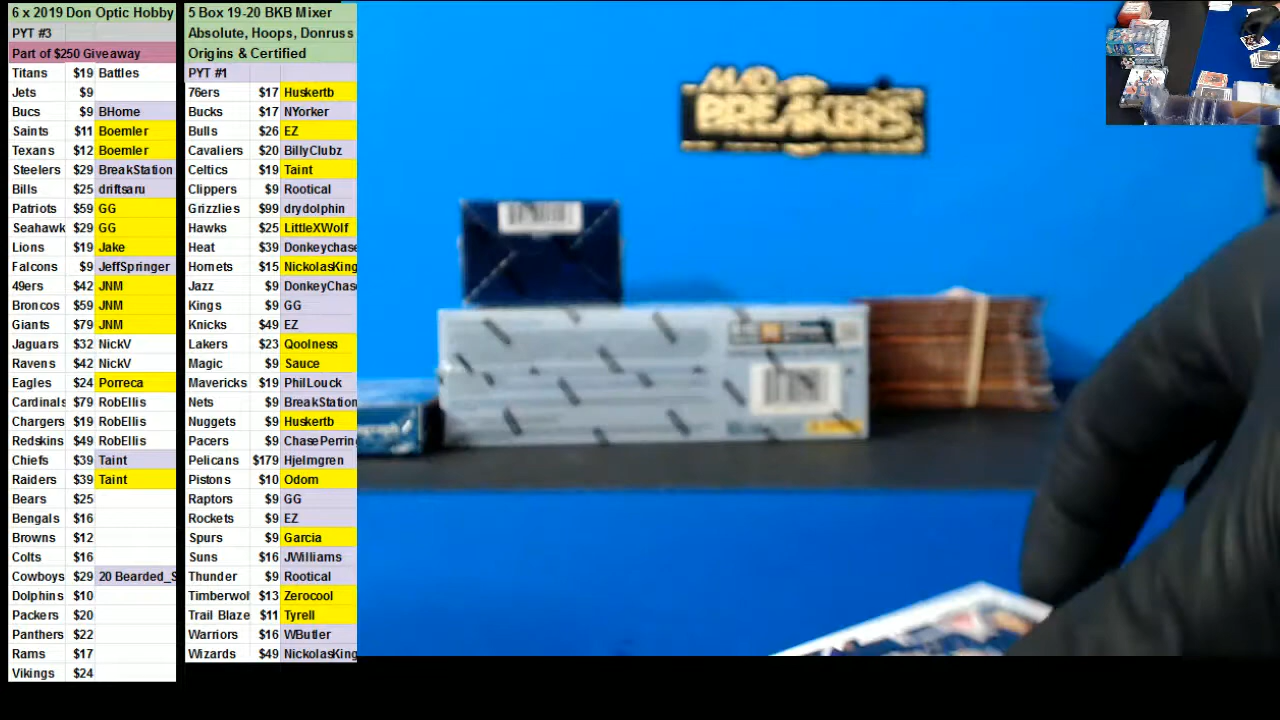 6 x 2019 Don Optic Hobby
PYT #3
Part of $250 Giveaway
Titans $19 Battles
Jets $9
Bucs $9 BHome
Saints $11 Boemler
Texans $12 Boemler
Steelers $29 BreakStation
Bills $25 driftsaru
Patriots $59 GG
Seahawk $29 GG
Lions $19 Jake
Falcons $9 JeffSpringer
49ers $42 JNM
Broncos $59 JNM
Giants $79 JNM
Jaguars $32 NickV
Ravens $42 NickV
Eagles $24 Porreca
Cardinals $79 RobEllis
Chargers $19 RobEllis
Redskins $49 RobEllis
Chiefs $39 Taint
Raiders $39 Taint
Bears $25
Bengals $16
Browns $12
Colts $16
Cowboys $29 20 Bearded_S
Dolphins $10
Packers $20
Panthers $22
Rams $17
Vikings $24
5 Box 19-20 BKB Mixer
Absolute, Hoops, Donruss
Origins & Certified
PYT #1
76ers $17 Huskertb
Bucks $17 NYorker
Bulls $26 EZ
Cavaliers $20 BillyClubz
Celtics $19 Taint
Clippers $9 Rootical
Grizzlies $99 drydolphin
Hawks $25 LittleXWolf
Heat $39 Donkeychase
Hornets $15 NickolasKing
Jazz $9 DonkeyChase
Kings $9 GG
Knicks $49 EZ
Lakers $23 Qoolness
Magic $9 Sauce
Mavericks $19 PhilLouck
Nets $9 BreakStation
Nuggets $9 Huskertb
Pacers $9 ChasePerrin
Pelicans $179 Hjelmgren
Pistons $10 Odom
Raptors $9 GG
Rockets $9 EZ
Spurs $9 Garcia
Suns $16 JWilliams
Thunder $9 Rootical
Timberwol $13 Zerocool
Trail Blaze $11 Tyrell
Warriors $16 WButler
Wizards $49 NickolasKing
MAD
BREAKERS